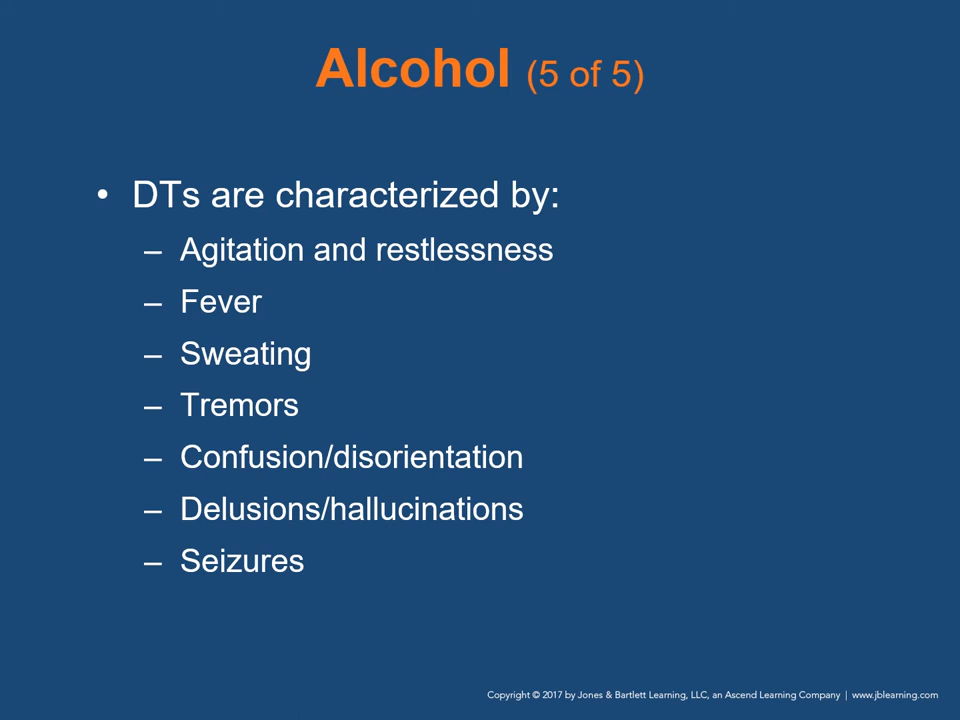 Alcohol (5 of 5)
• DTs are characterized by:
– Agitation and restlessness
– Fever
– Sweating
– Tremors
– Confusion/disorientation
– Delusions/hallucinations
– Seizures
Copyright © 2017 by Jones & Bartlett Learning, LLC, an Ascend Learning Company | www.jblearning.com